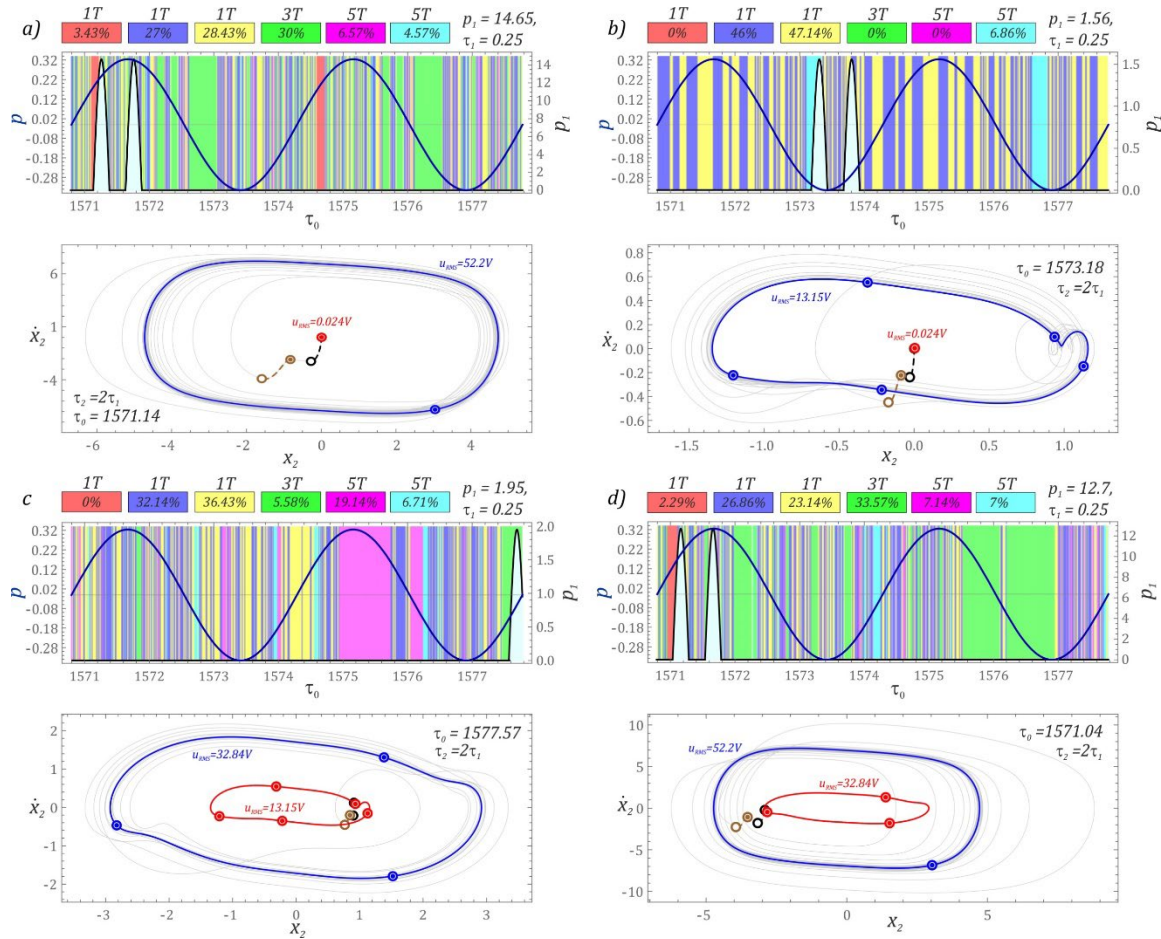 a)
1T 1T 1T 3T 5T 5T
3.43% 27% 28.43% 30% 6.57% 4.57%
p₁ = 14.65,
τ₁ = 0.25
0.32
0.22
0.12
0.02
-0.08
-0.18
-0.28
p
14
12
10
8
6
4
2
0
p₁
1571 1572 1573 1574 1575 1576 1577
τ₀
uRMS=52.2V
uRMS=0.024V
6
1
-4
ẋ₂
τ₂ =2τ₁
τ₀ = 1571.14
-6 -4 -2 0 2 4 6
x₂
b)
1T 1T 1T 3T 5T 5T
0% 46% 47.14% 0% 0% 6.86%
p₁ = 1.56,
τ₁ = 0.25
0.32
0.22
0.12
0.02
-0.08
-0.18
-0.28
p
1.5
1.0
0.5
0.0
p₁
1571 1572 1573 1574 1575 1576 1577
τ₀
τ₀ = 1573.18
τ₂ =2τ₁
uRMS=13.15V
uRMS=0.024V
0.8
0.6
0.4
0.2
0.0
-0.2
-0.4
-0.6
ẋ₂
-1.5 -1.0 -0.5 0.0 0.5 1.0
x₂
c
1T 1T 1T 3T 5T 5T
0% 32.14% 36.43% 5.58% 19.14% 6.71%
p₁ = 1.95,
τ₁ = 0.25
0.32
0.22
0.12
0.02
-0.08
-0.18
-0.28
p
2.0
1.5
1.0
0.5
0.0
p₁
1571 1572 1573 1574 1575 1576 1577
τ₀
τ₀ = 1577.57
τ₂ =2τ₁
uRMS=32.84V
uRMS=13.15V
2
1
0
-1
-2
ẋ₂
-3 -2 -1 0 1 2 3
x₂
d)
1T 1T 1T 3T 5T 5T
2.29% 26.86% 23.14% 33.57% 7.14% 7%
p₁ = 12.7,
τ₁ = 0.25
0.32
0.22
0.12
0.02
-0.08
-0.18
-0.28
p
12
10
8
6
4
2
0
p₁
1571 1572 1573 1574 1575 1576 1577
τ₀
τ₀ = 1571.04
τ₂ =2τ₁
uRMS=52.2V
uRMS=32.84V
10
5
0
-5
-10
ẋ₂
-5 0 5
x₂